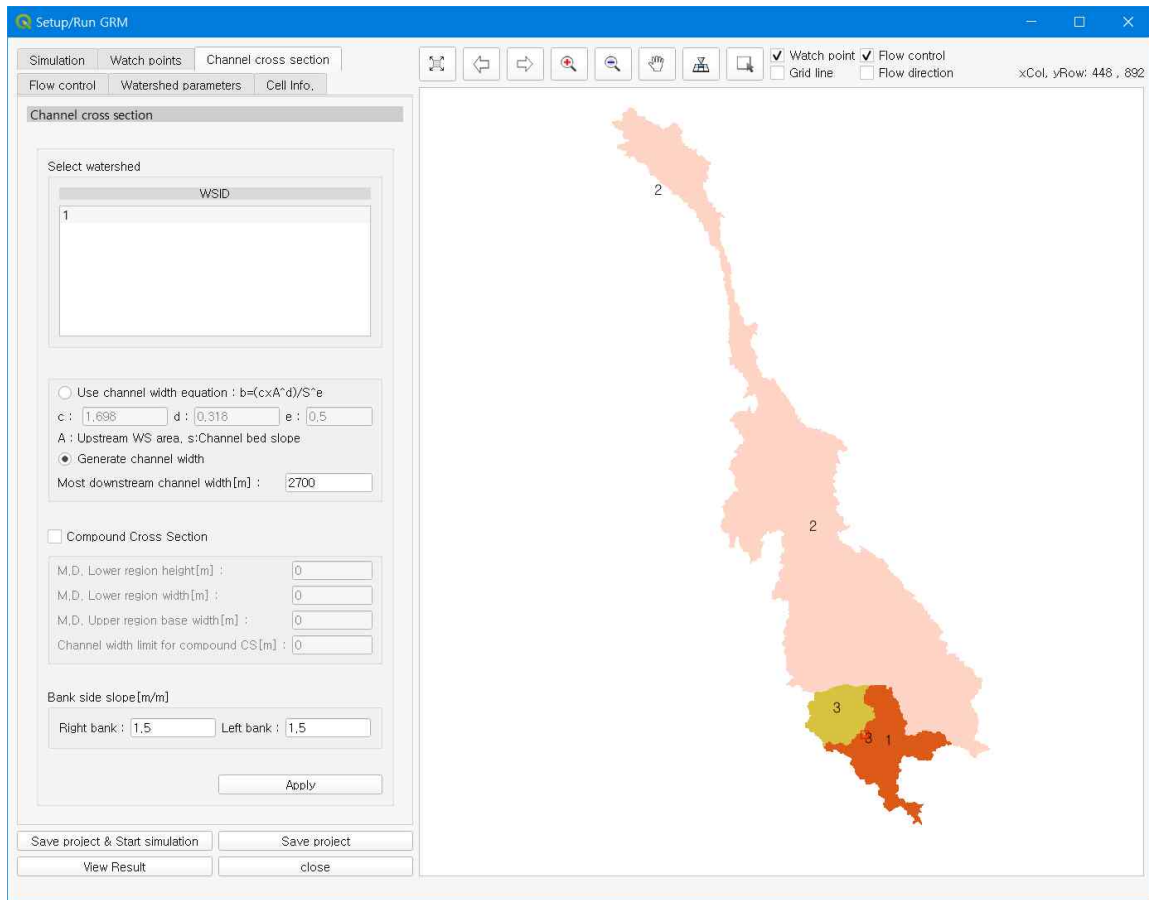 Setup/Run GRM
Simulation Watch points Channel cross section
Flow control Watershed parameters Cell Info,
Channel cross section
Select watershed
WSID
1
Use channel width equation : b=(cxA^d)/S^e
c : 1,698 d : 0,318 e : 0,5
A : Upstream WS area, s:Channel bed slope
Generate channel width
Most downstream channel width[m] : 2700
Compound Cross Section
M,D, Lower region height[m] : 0
M,D, Lower region width[m] : 0
M,D, Upper region base width[m] : 0
Channel width limit for compound CS[m] : 0
Bank side slope[m/m]
Right bank : 1,5 Left bank : 1,5
Apply
Save project & Start simulation Save project
View Result close
Watch point Flow control
Grid line Flow direction
xCol, yRow: 448 , 892
2
2
3
3 1